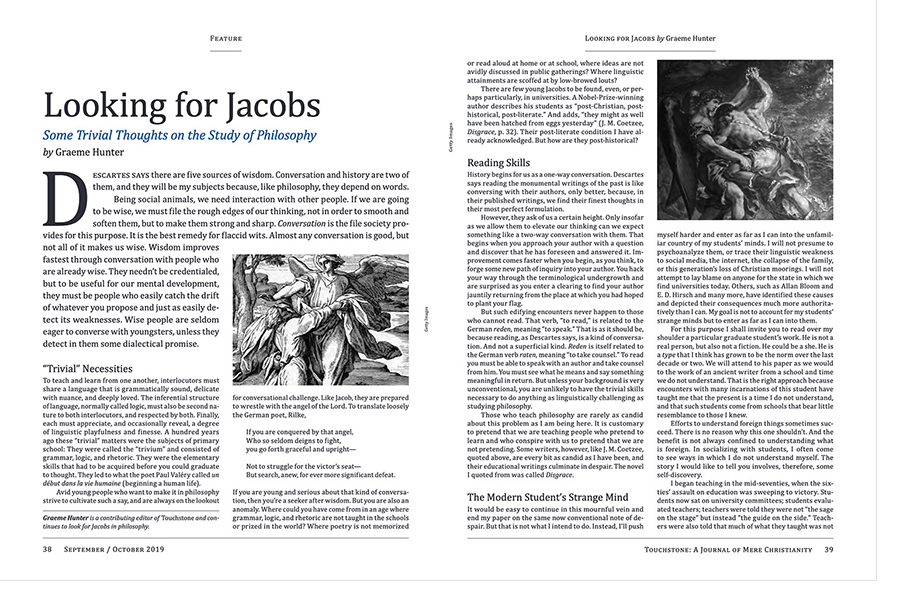 FEATURE
Looking for Jacobs
Some Trivial Thoughts on the Study of Philosophy
by Graeme Hunter
DESCARTES SAYS there are five sources of wisdom. Conversation and history are two of
them, and they will be my subjects because, like philosophy, they depend on words.
Being social animals, we need interaction with other people. If we are going
to be wise, we must file the rough edges of our thinking, not in order to smooth and
soften them, but to make them strong and sharp. Conversation is the file society pro-
vides for this purpose. It is the best remedy for flaccid wits. Almost any conversation is good, but
not all of it makes us wise. Wisdom improves
fastest through conversation with people who
are already wise. They needn't be credentialed,
but to be useful for our mental development,
they must be people who easily catch the drift
of whatever you propose and just as easily de-
tect its weaknesses. Wise people are seldom
eager to converse with youngsters, unless they
detect in them some dialectical promise.
"Trivial" Necessities
To teach and learn from one another, interlocutors must
share a language that is grammatically sound, delicate
with nuance, and deeply loved. The inferential structure
of language, normally called logic, must also be second na-
ture to both interlocutors, and respected by both. Finally,
each must appreciate, and occasionally reveal, a degree
of linguistic playfulness and finesse. A hundred years
ago these "trivial" matters were the subjects of primary
school: They were called the "trivium" and consisted of
grammar, logic, and rhetoric. They were the elementary
skills that had to be acquired before you could graduate
to thought. They led to what the poet Paul Valéry called un
début dans la vie humaine (beginning a human life).
Avid young people who want to make it in philosophy
strive to cultivate such a say, and are always on the lookout
Graeme Hunter is a contributing editor of Touchstone and con-
tinues to look for Jacobs in philosophy.
Getty Images
for conversational challenge. Like Jacob, they are prepared
to wrestle with the angel of the Lord. To translate loosely
the German poet, Rilke,
If you are conquered by that angel,
Who so seldom deigns to fight,
you go forth graceful and upright—
Not to struggle for the victor's seat—
But search, anew, for ever more significant defeat.
If you are young and serious about that kind of conversa-
tion, then you're a seeker after wisdom. But you are also an
anomaly. Where could you have come from in an age where
grammar, logic, and rhetoric are not taught in the schools
or prized in the world? Where poetry is not memorized
38 SEPTEMBER / OCTOBER 2019
LOOKING FOR JACOBS by Graeme Hunter
Getty Images
or read aloud at home or at school, where ideas are not
avidly discussed in public gatherings? Where linguistic
attainments are scoffed at by low-browed louts?
There are few young Jacobs to be found, even, or per-
haps particularly, in universities. A Nobel-Prize-winning
author describes his students as "post-Christian, post-
historical, post-literate." And adds, "they might as well
have been hatched from eggs yesterday" (J. M. Coetzee,
Disgrace, p. 32). Their post-literate condition I have al-
ready acknowledged. But how are they post-historical?
Reading Skills
History begins for us as a one-way conversation. Descartes
says reading the monumental writings of the past is like
conversing with their authors, only better, because, in
their published writings, we find their finest thoughts in
their most perfect formulation.
However, they ask of us a certain height. Only insofar
as we allow them to elevate our thinking can we expect
something like a two-way conversation with them. That
begins when you approach your author with a question
and discover that he has foreseen and answered it. Im-
provement comes faster when you begin, as you think, to
forge some new path of inquiry into your author. You hack
your way through the terminological undergrowth and
are surprised as you enter a clearing to find your author
jauntily returning from the place at which you had hoped
to plant your flag.
But such edifying encounters never happen to those
who cannot read. That verb, "to read," is related to the
German reden, meaning "to speak." That is as it should be,
because reading, as Descartes says, is a kind of conversa-
tion. And not a superficial kind. Reden is itself related to
the German verb raten, meaning "to take counsel." To read
you must be able to speak with an author and take counsel
from him. You must see what he means and say something
meaningful in return. But unless your background is very
unconventional, you are unlikely to have the trivial skills
necessary to do anything as linguistically challenging as
studying philosophy.
Those who teach philosophy are rarely as candid
about this problem as I am being here. It is customary
to pretend that we are teaching people who pretend to
learn and who conspire with us to pretend that we are
not pretending. Some writers, however, like J. M. Coetzee,
quoted above, are every bit as candid as I have been, and
their educational writings culminate in despair. The novel
I quoted from was called Disgrace.
The Modern Student's Strange Mind
It would be easy to continue in this mournful vein and
end my paper on the same now conventional note of de-
spair. But that is not what I intend to do. Instead, I'll push
myself harder and enter as far as I can into the unfamil-
iar country of my students' minds. I will not presume to
psychoanalyze them, or trace their linguistic weakness
to social media, the internet, the collapse of the family,
or this generation's loss of Christian moorings. I will not
attempt to lay blame on anyone for the state in which we
find universities today. Others, such as Allan Bloom and
E. D. Hirsch and many more, have identified these causes
and depicted their consequences much more authorita-
tively than I can. My goal is not to account for my students'
strange minds but to enter as far as I can into them.
For this purpose I shall invite you to read over my
shoulder a particular graduate student's work. He is not a
real person, but also not a fiction. He could be a she. He is
a type that I think has grown to be the norm over the last
decade or two. We will attend to his paper as we would
to the work of an ancient writer from a school and time
we do not understand. That is the right approach because
encounters with many incarnations of this student have
taught me that the present is a time I do not understand,
and that such students come from schools that bear little
resemblance to those I knew.
Efforts to understand foreign things sometimes suc-
ceed. There is no reason why this one shouldn't. And the
benefit is not always confined to understanding what
is foreign. In socializing with students, I often come
to see ways in which I do not understand myself. The
story I would like to tell you involves, therefore, some
self-discovery.
I began teaching in the mid-seventies, when the six-
ties' assault on education was sweeping to victory. Stu-
dents now sat on university committees; students evalu-
ated teachers; teachers were told they were not "the sage
on the stage" but instead "the guide on the side." Teach-
ers were also told that much of what they taught was not
TOUCHSTONE: A JOURNAL OF MERE CHRISTIANITY 39